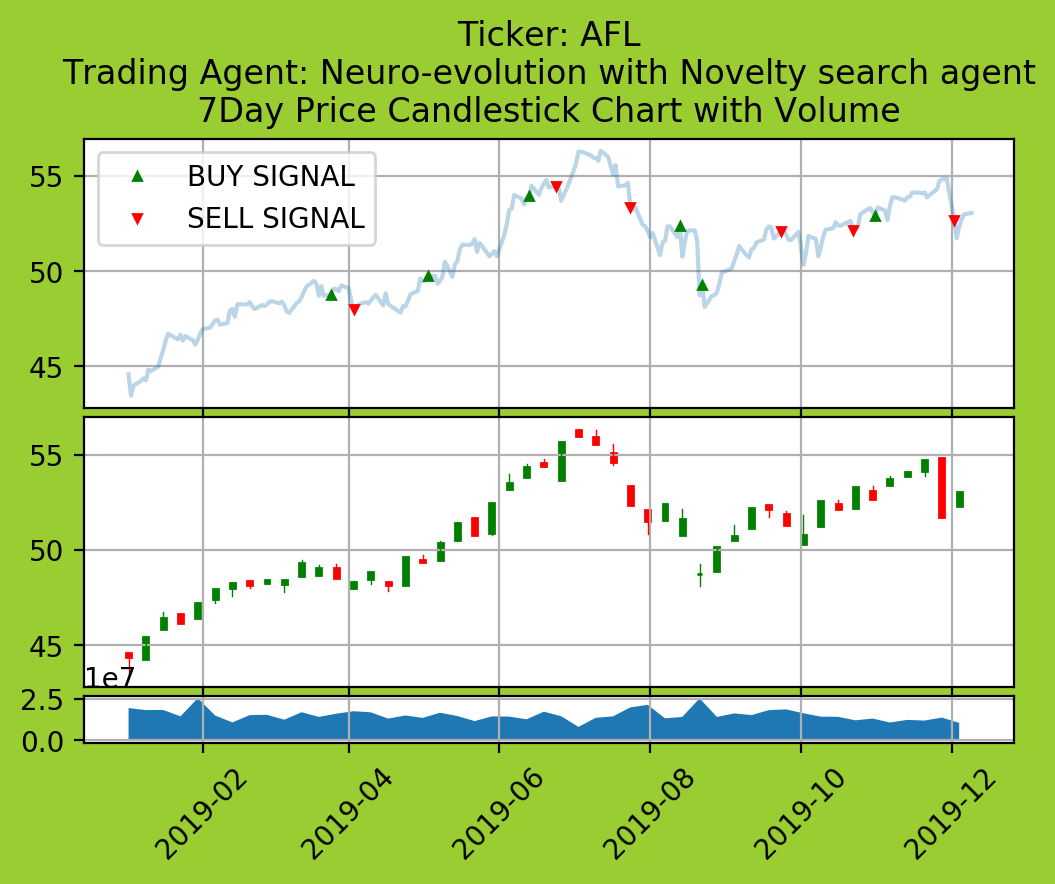 Ticker: AFL
Trading Agent: Neuro-evolution with Novelty search agent
7Day Price Candlestick Chart with Volume
55
50
45
BUY SIGNAL
SELL SIGNAL
55
50
45
1e7
2.5
0.0
2019-02
2019-04
2019-06
2019-08
2019-10
2019-12